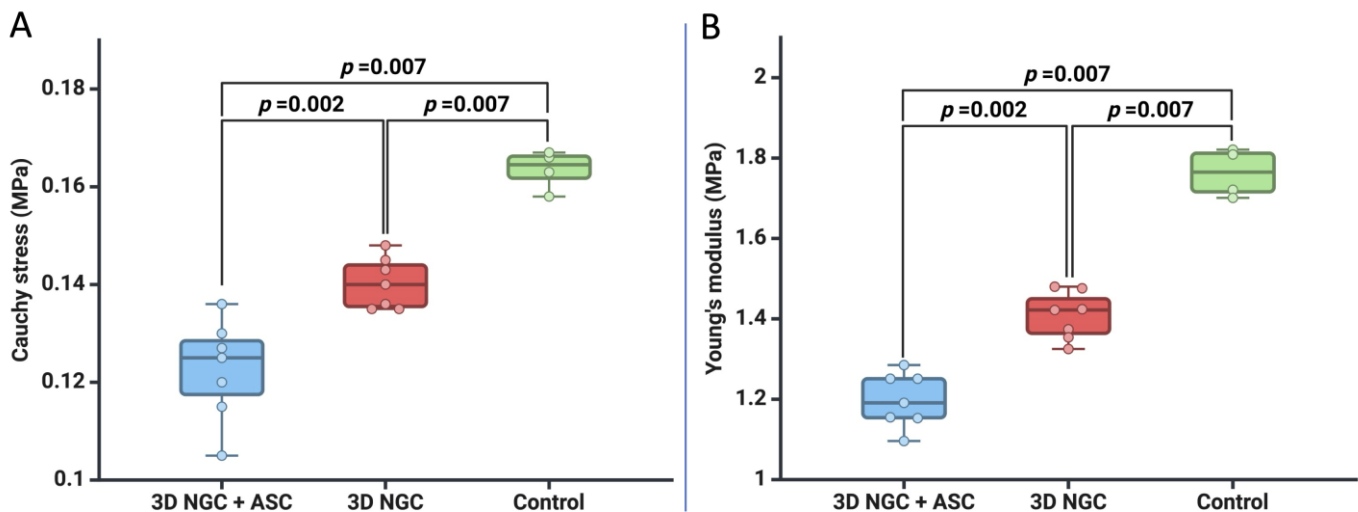 A
Cauchy stress (MPa)
0.18
0.16
0.14
0.12
0.1
p=0.007
p=0.002
p=0.007
3D NGC + ASC
3D NGC
Control
B
Young's modulus (MPa)
2
1.8
1.6
1.4
1.2
1
p=0.007
p=0.002
p=0.007
3D NGC + ASC
3D NGC
Control